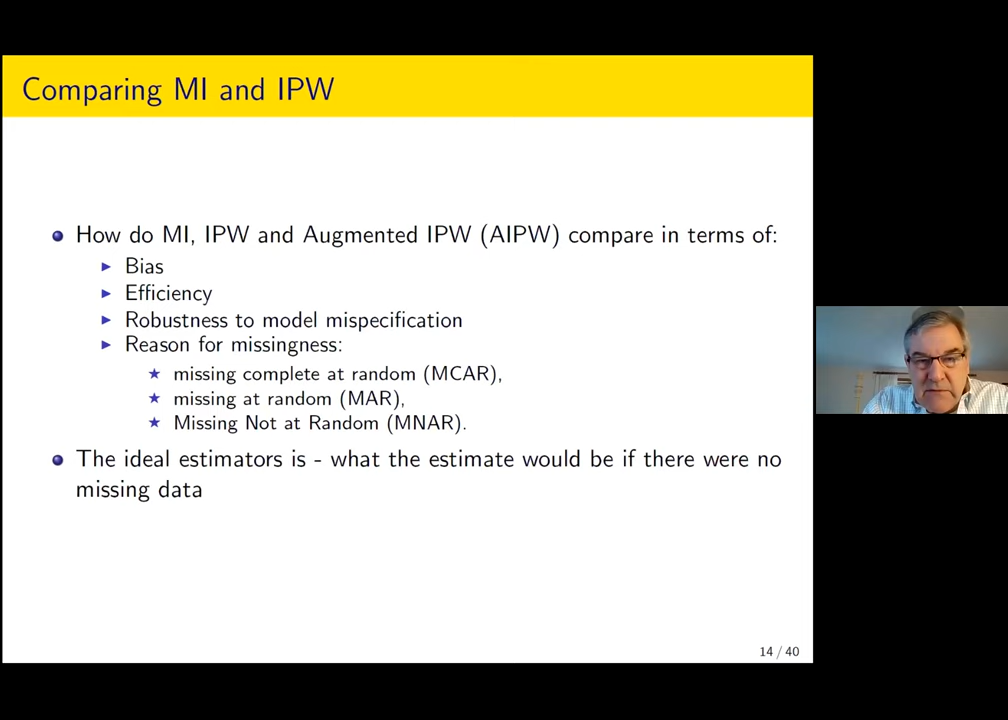 Comparing MI and IPW
How do MI, IPW and Augmented IPW (AIPW) compare in terms of:
Bias
Efficiency
Robustness to model mispecification
Reason for missingness:
missing complete at random (MCAR),
missing at random (MAR),
Missing Not at Random (MNAR).
The ideal estimators is - what the estimate would be if there were no
missing data
14 / 40